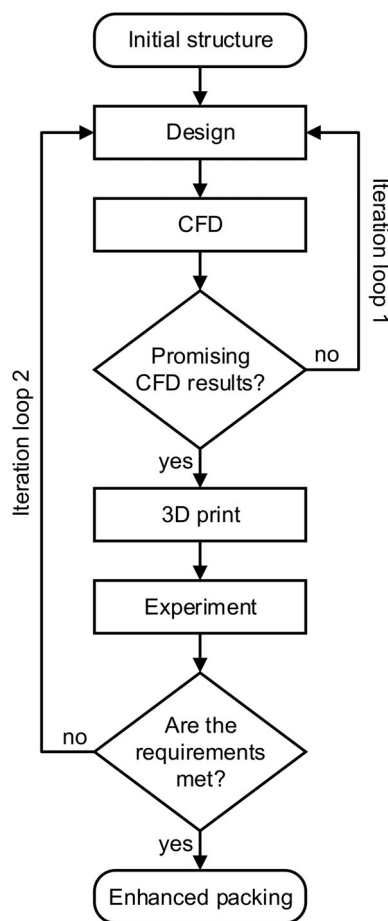 Initial structure
Design
CFD
Iteration loop 1
Promising
CFD results?
no
yes
3D print
Experiment
Iteration loop 2
Are the
requirements
met?
no
yes
Enhanced packing